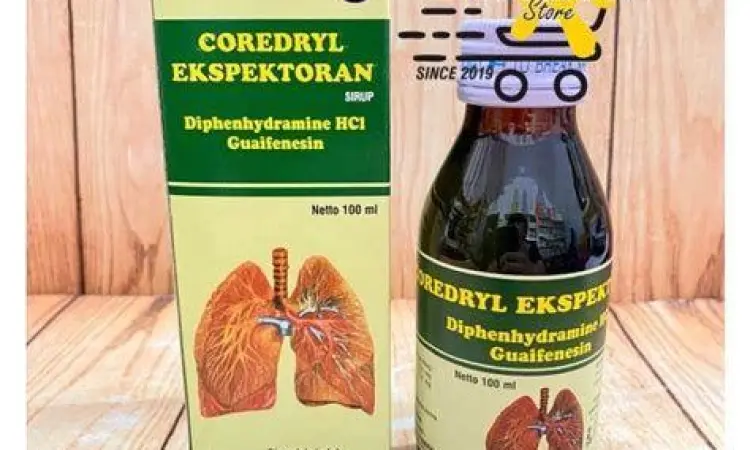 COREDRYL
EKSPEKTORAN
SIRUP
Diphenhydramine HCl
Guaifenesin
Netto 100 ml
Store
SINCE 2019
COREDRYL EKSPEKT
Diphenhydramine H
Guaifenesin
Netto 100 ml